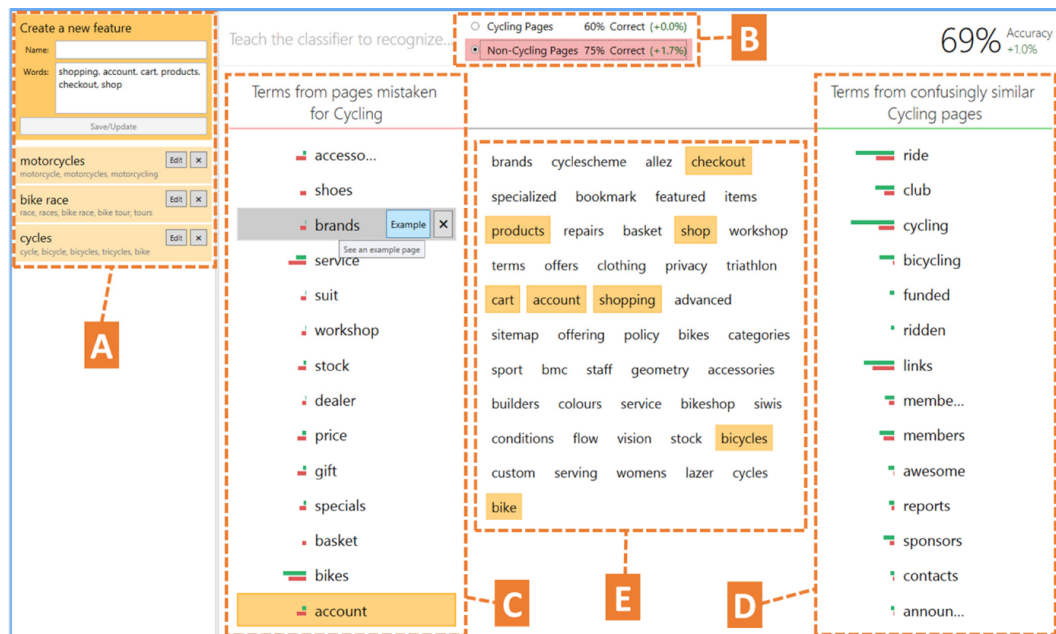 Create a new feature
Name:
Words: shopping, account, cart, products,
checkout, shop
Save/Update
motorcycles Edit ×
motorcycle, motorcycles, motorcycling
bike race Edit ×
race, races, bike race, bike tour, tours
cycles Edit ×
cycle, bicycle, bicycles, tricycles, bike
A
Teach the classifier to recognize...
Cycling Pages 60% Correct (+0.0%)
Non-Cycling Pages 75% Correct (+1.7%)
B
69% Accuracy
+1.0%
Terms from pages mistaken
for Cycling
accesso...
shoes
brands Example ×
See an example page
service
suit
workshop
stock
dealer
price
gift
specials
basket
bikes
account
C
brands cyclescheme allez checkout
specialized bookmark featured items
products repairs basket shop workshop
terms offers clothing privacy triathlon
cart account shopping advanced
sitemap offering policy bikes categories
sport bmc staff geometry accessories
builders colours service bikeshop siwis
conditions flow vision stock bicycles
custom serving womens lazer cycles
bike
E
Terms from confusingly similar
Cycling pages
ride
club
cycling
bicycling
funded
ridden
links
membe...
members
awesome
reports
sponsors
contacts
announ...
D